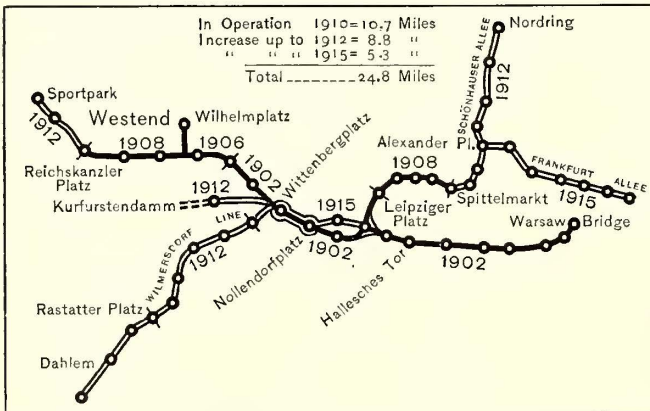 In Operation 1910=10.7 Miles
Increase up to 1912= 8.8 "
" " " 1915= 5.3 "
Total_______24.8 Miles
Nordring
SCHÖNHAUSER ALLEE
1912
Sportpark
1912
Westend
Wilhelmplatz
1908
1906
Reichskanzler
Platz
1902
Wittenbergplatz
Alexander Pl.
1908
FRANKFURT ALLEE
1915
Spittelmarkt
Leipziger
Platz
1912
Kurfurstendamm
1915
Warsaw Bridge
WILMERSDORF LINE
1912
Nollendorfplatz
1902
Hallesches Tor
1902
Rastatter Platz
Dahlem